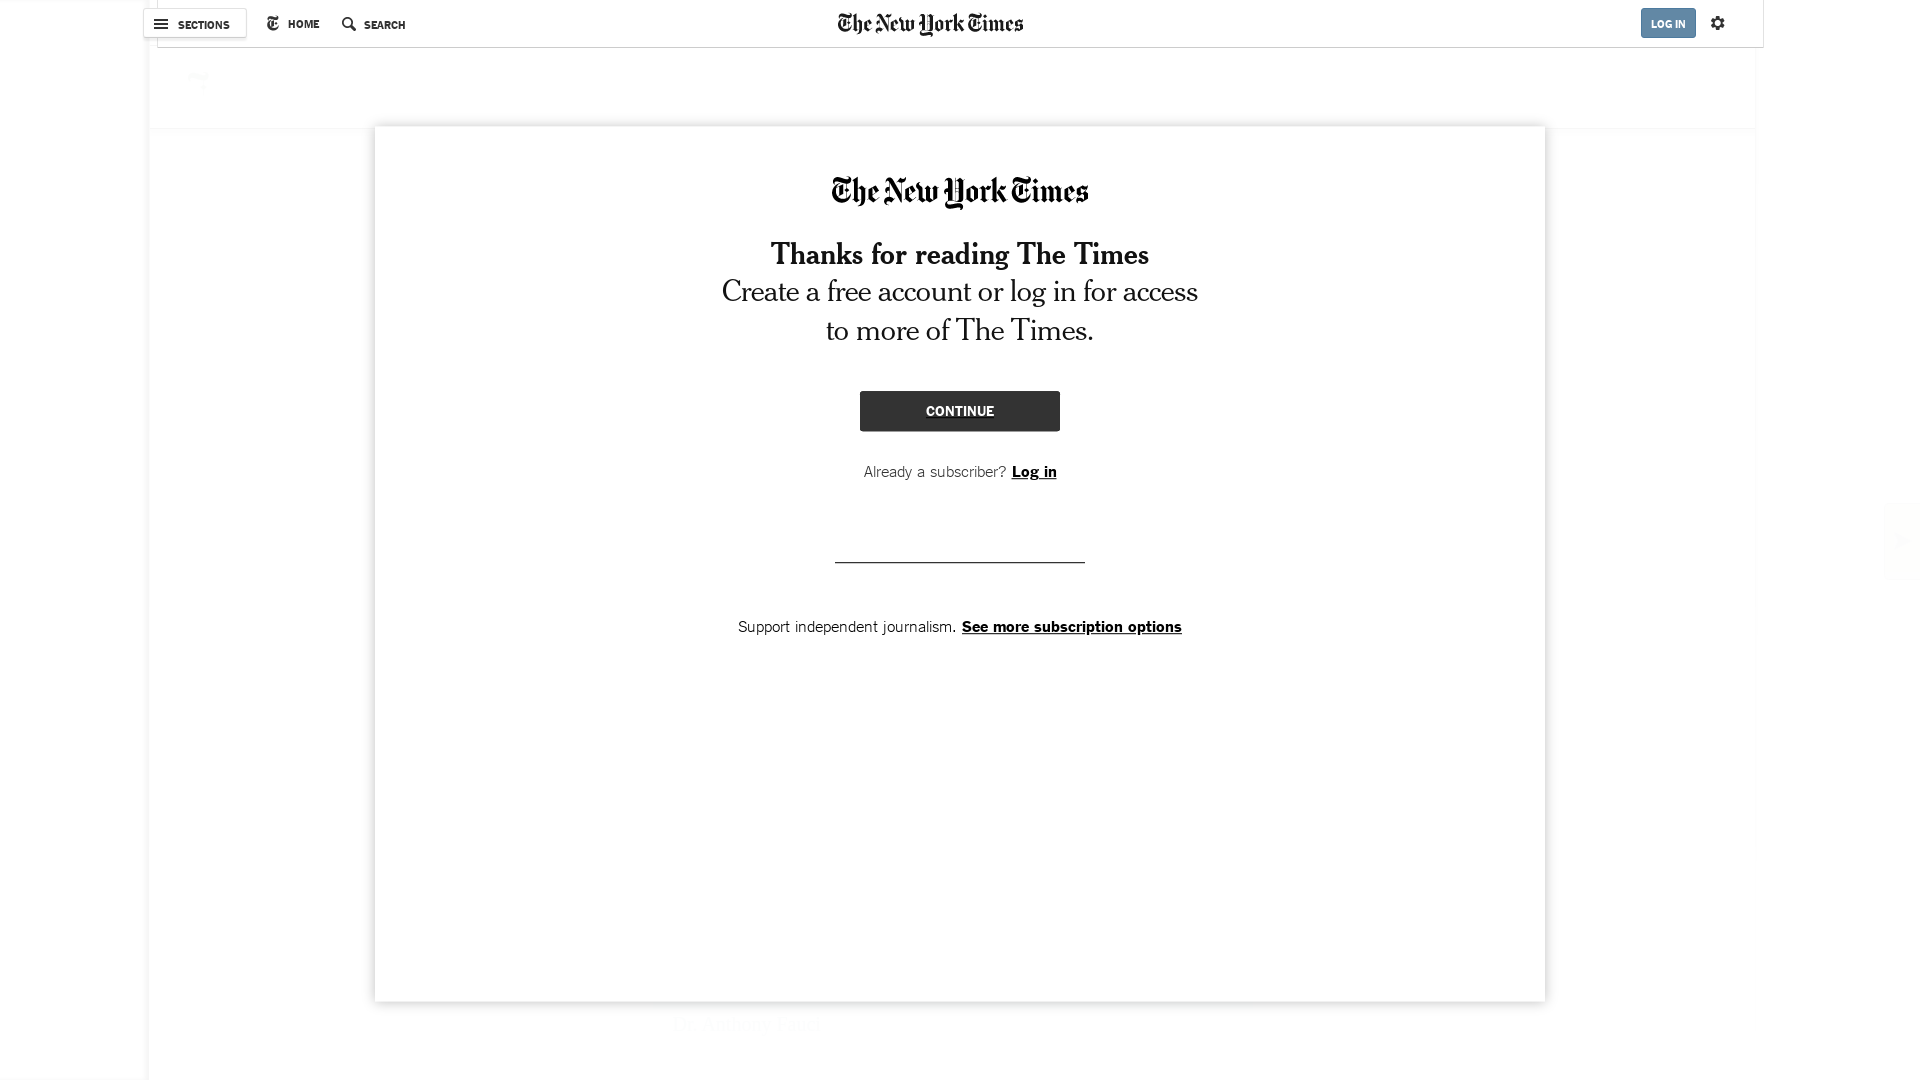 SECTIONS HOME SEARCH The New York Times LOG IN
The New York Times
Thanks for reading The Times
Create a free account or log in for access
to more of The Times.
CONTINUE
Already a subscriber? Log in
Support independent journalism. See more subscription options